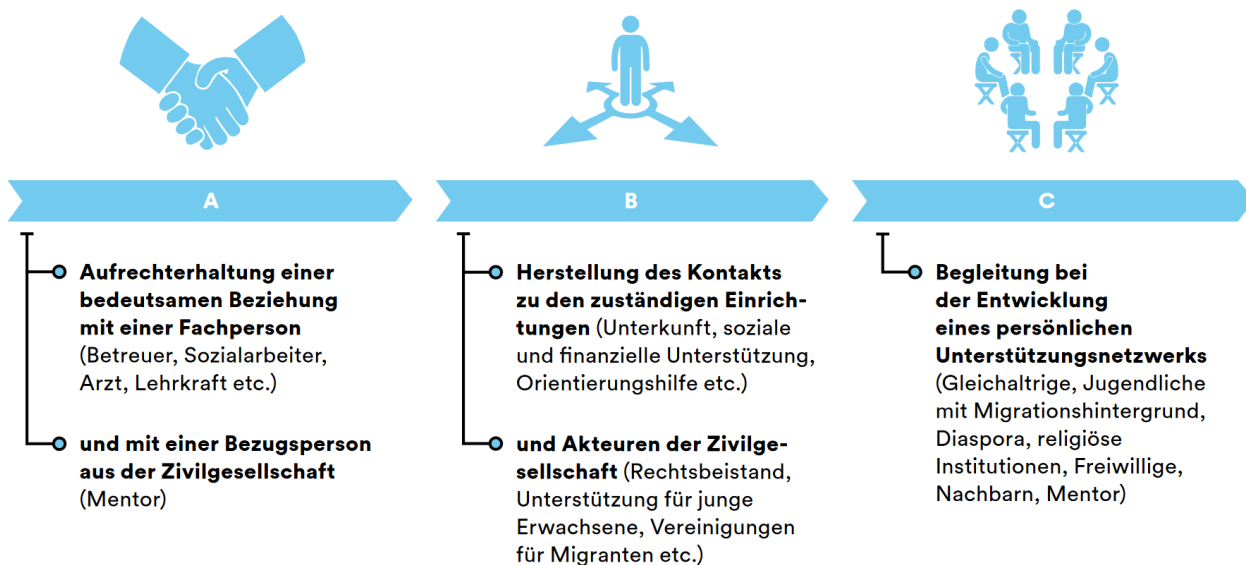 A
Aufrechterhaltung einer
bedeutsamen Beziehung
mit einer Fachperson
(Betreuer, Sozialarbeiter,
Arzt, Lehrkraft etc.)
und mit einer Bezugsperson
aus der Zivilgesellschaft
(Mentor)
B
Herstellung des Kontakts
zu den zuständigen Einrich-
tungen (Unterkunft, soziale
und finanzielle Unterstützung,
Orientierungshilfe etc.)
und Akteuren der Zivilge-
sellschaft (Rechtsbeistand,
Unterstützung für junge
Erwachsene, Vereinigungen
für Migranten etc.)
C
Begleitung bei
der Entwicklung
eines persönlichen
Unterstützungsnetzwerks
(Gleichaltrige, Jugendliche
mit Migrationshintergrund,
Diaspora, religiöse
Institutionen, Freiwillige,
Nachbarn, Mentor)